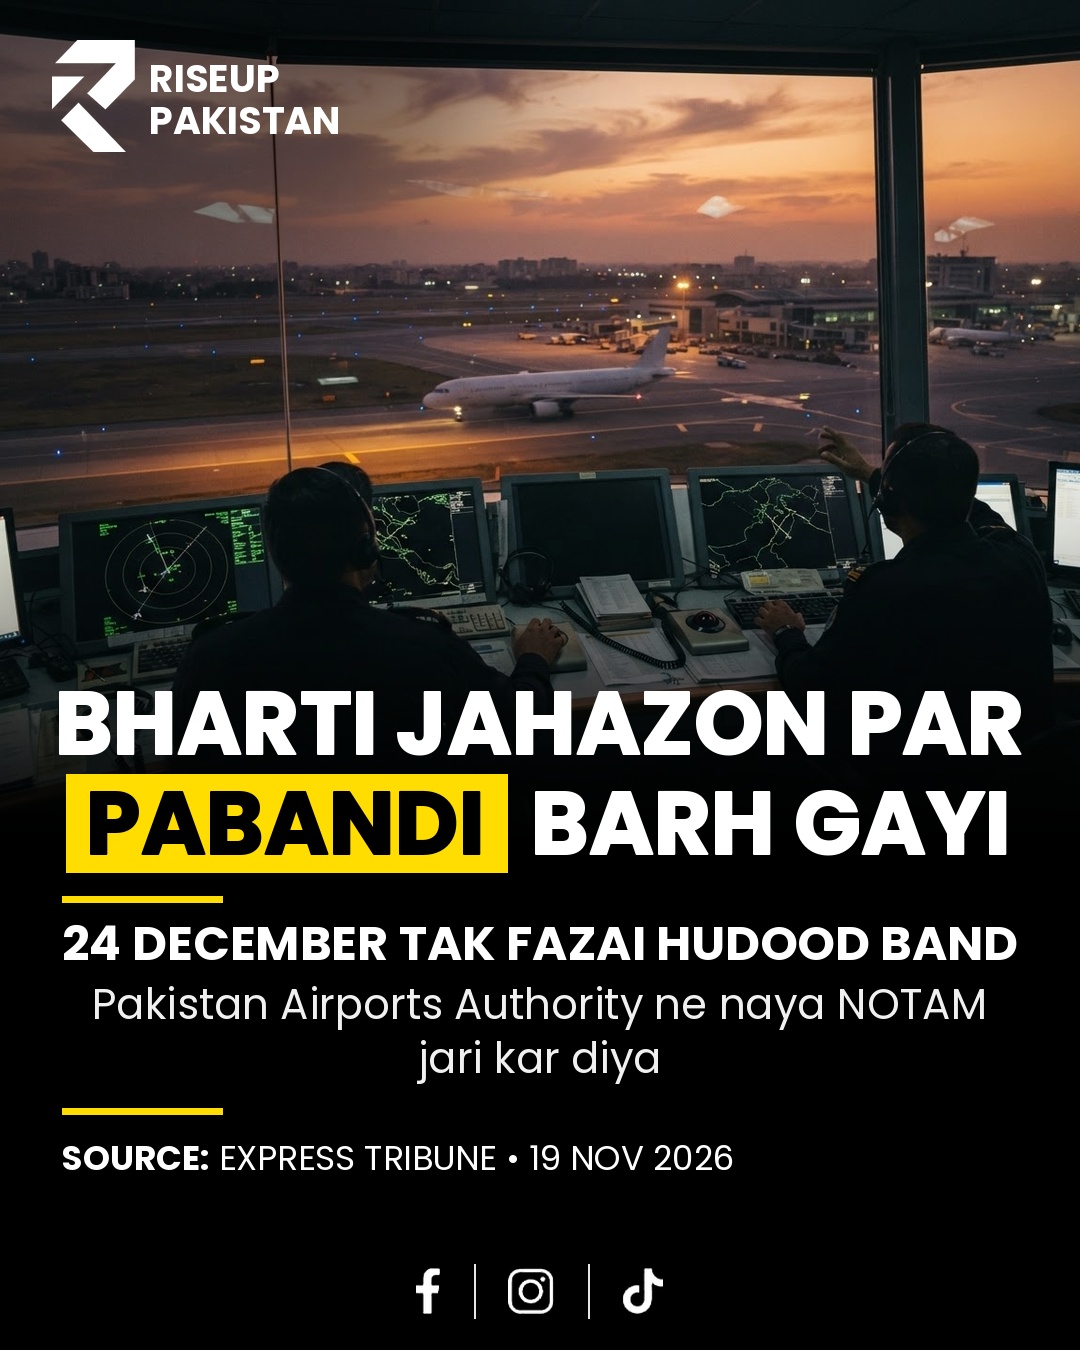 RISEUP
PAKISTAN
BHARTI JAHAZON PAR
PABANDI BARH GAYI
24 DECEMBER TAK FAZAI HUDOOD BAND
Pakistan Airports Authority ne naya NOTAM
jari kar diya
SOURCE: EXPRESS TRIBUNE • 19 NOV 2026